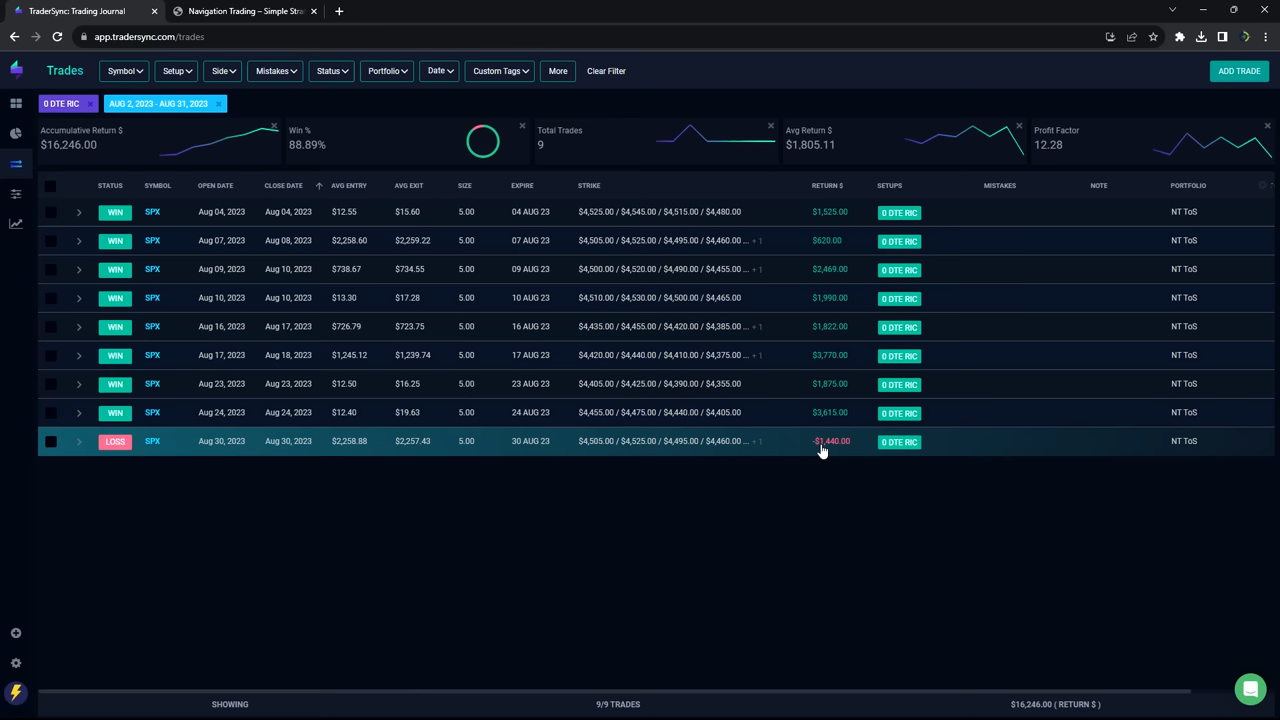 TraderSync: Trading Journal
Navigation Trading – Simple Stra
app.tradersync.com/trades
Trades Symbol Setup Side Mistakes Status Portfolio Date Custom Tags More Clear Filter ADD TRADE
0 DTE RIC × AUG 2, 2023 - AUG 31, 2023 ×
Accumulative Return $ Win % Total Trades Avg Return $ Profit Factor
$16,246.00 88.89% 9 $1,805.11 12.28
STATUS SYMBOL OPEN DATE CLOSE DATE AVG ENTRY AVG EXIT SIZE EXPIRE STRIKE RETURN $ SETUPS MISTAKES NOTE PORTFOLIO
WIN SPX Aug 04, 2023 Aug 04, 2023 $12.55 $15.60 5.00 04 AUG 23 $4,525.00 / $4,545.00 / $4,515.00 / $4,480.00 $1,525.00 0 DTE RIC NT ToS
WIN SPX Aug 07, 2023 Aug 08, 2023 $2,258.60 $2,259.22 5.00 07 AUG 23 $4,505.00 / $4,525.00 / $4,495.00 / $4,460.00 ... + 1 $620.00 0 DTE RIC NT ToS
WIN SPX Aug 09, 2023 Aug 10, 2023 $738.67 $734.55 5.00 09 AUG 23 $4,500.00 / $4,520.00 / $4,490.00 / $4,455.00 ... + 1 $2,469.00 0 DTE RIC NT ToS
WIN SPX Aug 10, 2023 Aug 10, 2023 $13.30 $17.28 5.00 10 AUG 23 $4,510.00 / $4,530.00 / $4,500.00 / $4,465.00 $1,990.00 0 DTE RIC NT ToS
WIN SPX Aug 16, 2023 Aug 17, 2023 $726.79 $723.75 5.00 16 AUG 23 $4,435.00 / $4,455.00 / $4,420.00 / $4,385.00 ... + 1 $1,822.00 0 DTE RIC NT ToS
WIN SPX Aug 17, 2023 Aug 18, 2023 $1,245.12 $1,239.74 5.00 17 AUG 23 $4,420.00 / $4,440.00 / $4,410.00 / $4,375.00 ... + 1 $3,770.00 0 DTE RIC NT ToS
WIN SPX Aug 23, 2023 Aug 23, 2023 $12.50 $16.25 5.00 23 AUG 23 $4,405.00 / $4,425.00 / $4,390.00 / $4,355.00 $1,875.00 0 DTE RIC NT ToS
WIN SPX Aug 24, 2023 Aug 24, 2023 $12.40 $19.63 5.00 24 AUG 23 $4,455.00 / $4,475.00 / $4,440.00 / $4,405.00 $3,615.00 0 DTE RIC NT ToS
LOSS SPX Aug 30, 2023 Aug 30, 2023 $2,258.88 $2,257.43 5.00 30 AUG 23 $4,505.00 / $4,525.00 / $4,495.00 / $4,460.00 ... + 1 -$1,440.00 0 DTE RIC NT ToS
SHOWING 9/9 TRADES $16,246.00 ( RETURN $ )